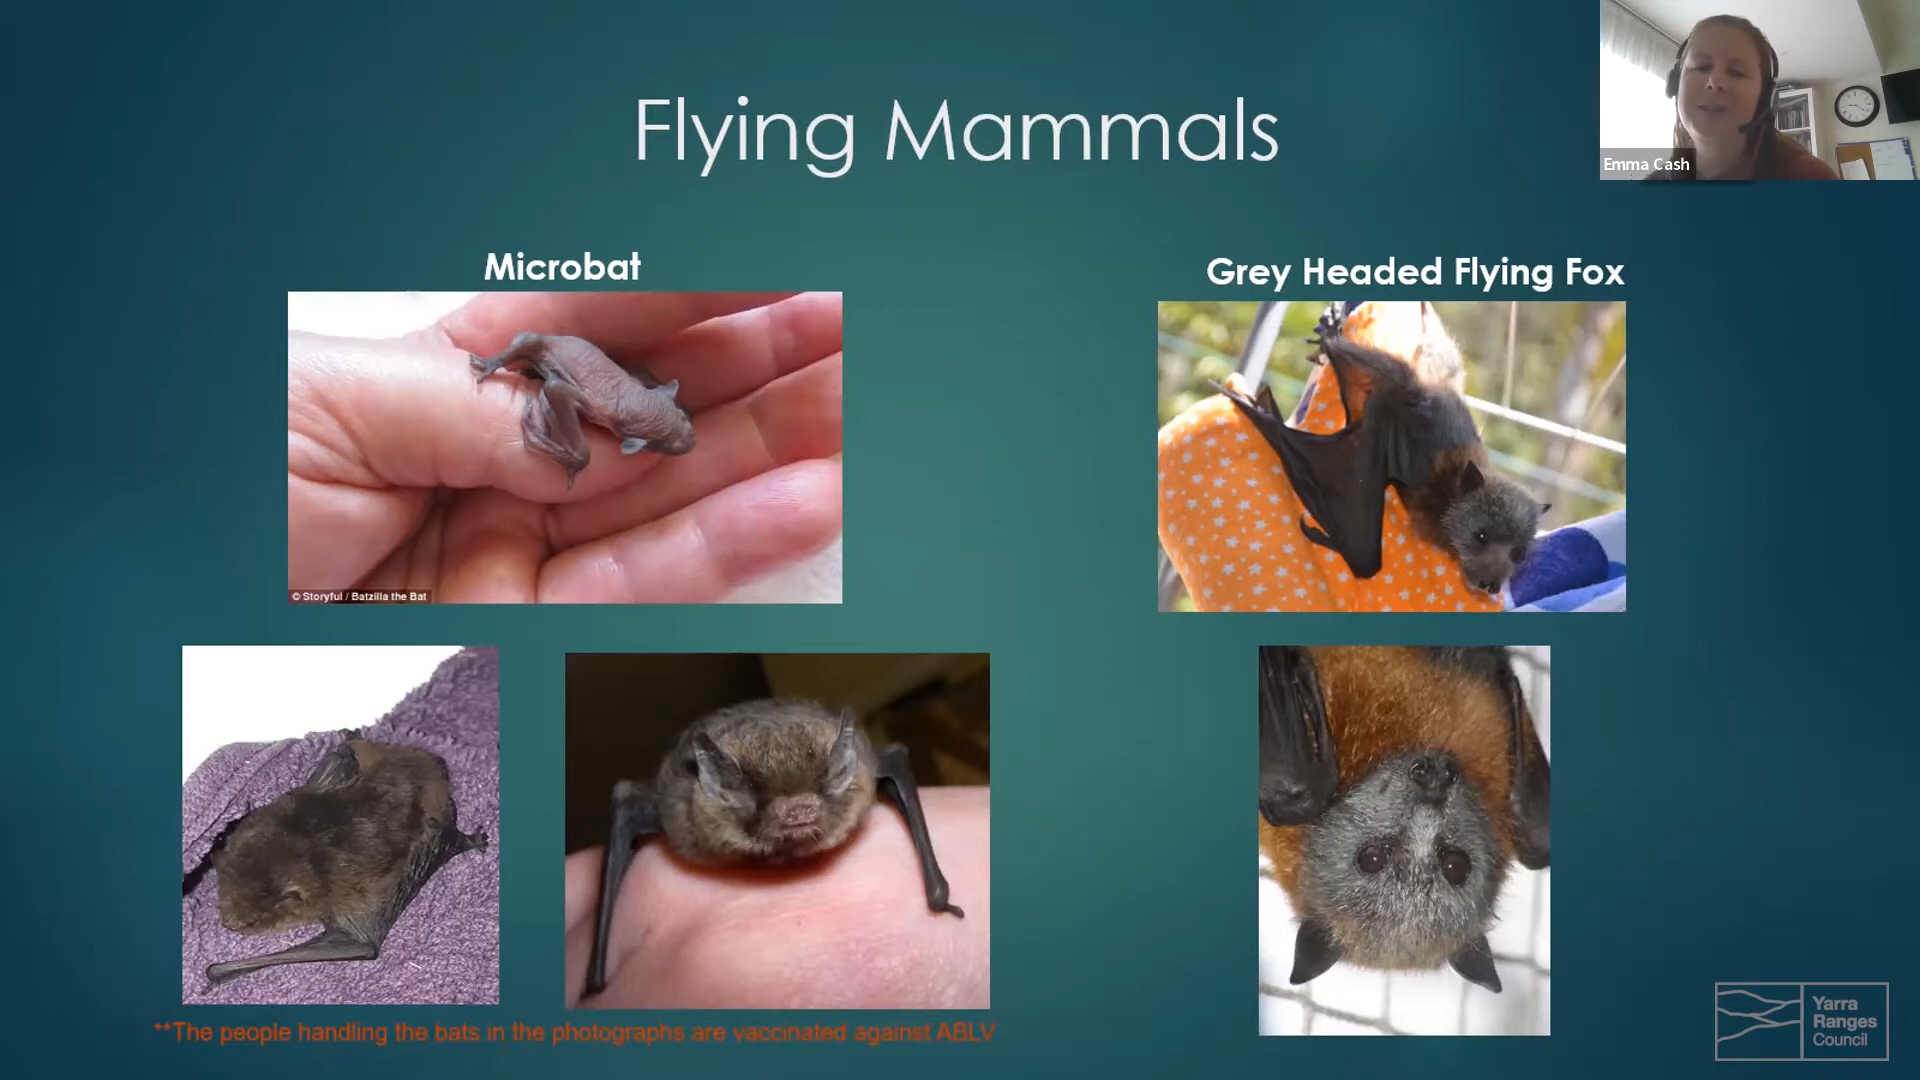 Flying Mammals
Emma Cash
Microbat
Grey Headed Flying Fox
© Storyful / Batzilla the Bat
**The people handling the bats in the photographs are vaccinated against ABLV
Yarra
Ranges
Council